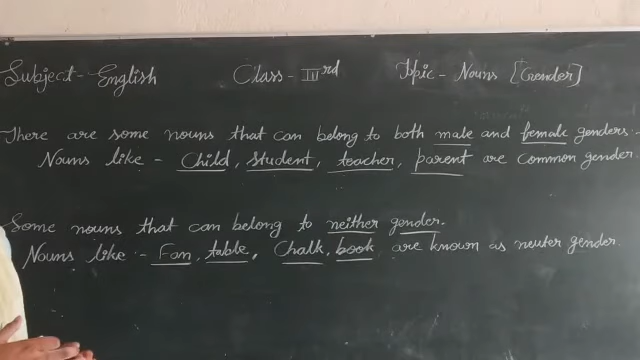 Subject - English Class - IIIrd Topic - Nouns [Gender]
There are some nouns that can belong to both male and female genders.
Nouns like - Child, student, teacher, parent are common gender
Some nouns that can belong to neither gender.
Nouns like - Fan, table, Chalk, book are known as neuter gender.